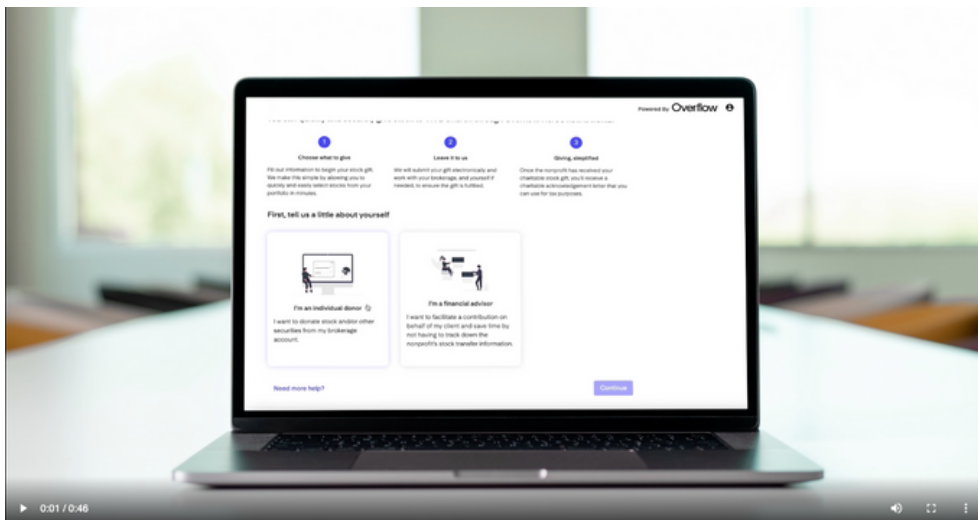 Powered By Overflow
1
2
3
Choose what to give
Leave it to us
Giving, simplified
Fill out information to begin your stock gift.
We make this simple by allowing you to
quickly and easily select stocks from your
portfolio in minutes.
We will submit your gift electronically and
work with your brokerage, and yourself if
needed, to ensure the gift is fulfilled.
Once the nonprofit has received your
charitable stock gift, you'll receive a
charitable acknowledgement letter that you
can use for tax purposes.
First, tell us a little about yourself
I'm an individual donor
I want to donate stock and/or other
securities from my brokerage
account.
I'm a financial advisor
I want to facilitate a contribution on
behalf of my client and save time by
not having to track down the
nonprofit's stock transfer information.
Need more help?
Continue
0:01 / 0:46